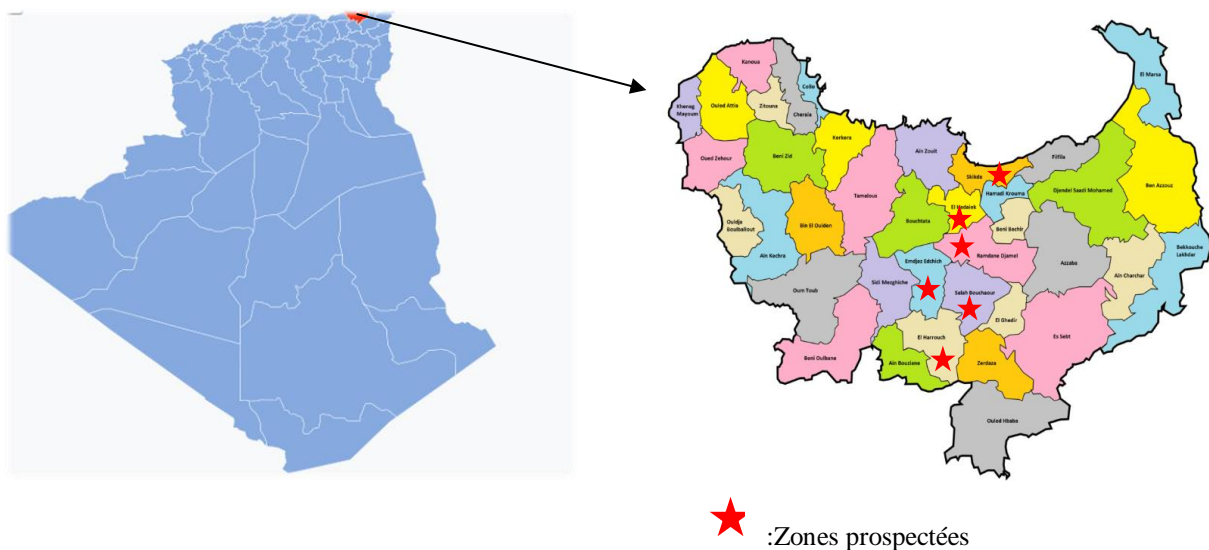 Kanoua
Collo
El Marsa
Khenag
Mayoum
Ouled Attia
Zitouna
Cheraia
Kerkera
Ain Zouit
Filfila
Oued Zehour
Beni Zid
Skikda
Ben Azzouz
Hamadi Krouma
Djendel Saadi Mohamed
Tamalous
El Hadaiek
Ouldja
Boulballout
Bin El Ouiden
Bouchtata
Beni Bechir
Bekkouche
Lakhdar
Ain Kechra
Emdjez Edchich
Ramdane Djamel
Azzaba
Ain Charchar
Oum Toub
Sidi Mezghiche
Salah Bouchaour
El Ghedir
El Harrouch
Es Sebt
Beni Oulbane
Ain Bouziane
Zerdaza
Ouled Hbaba
:Zones prospectées